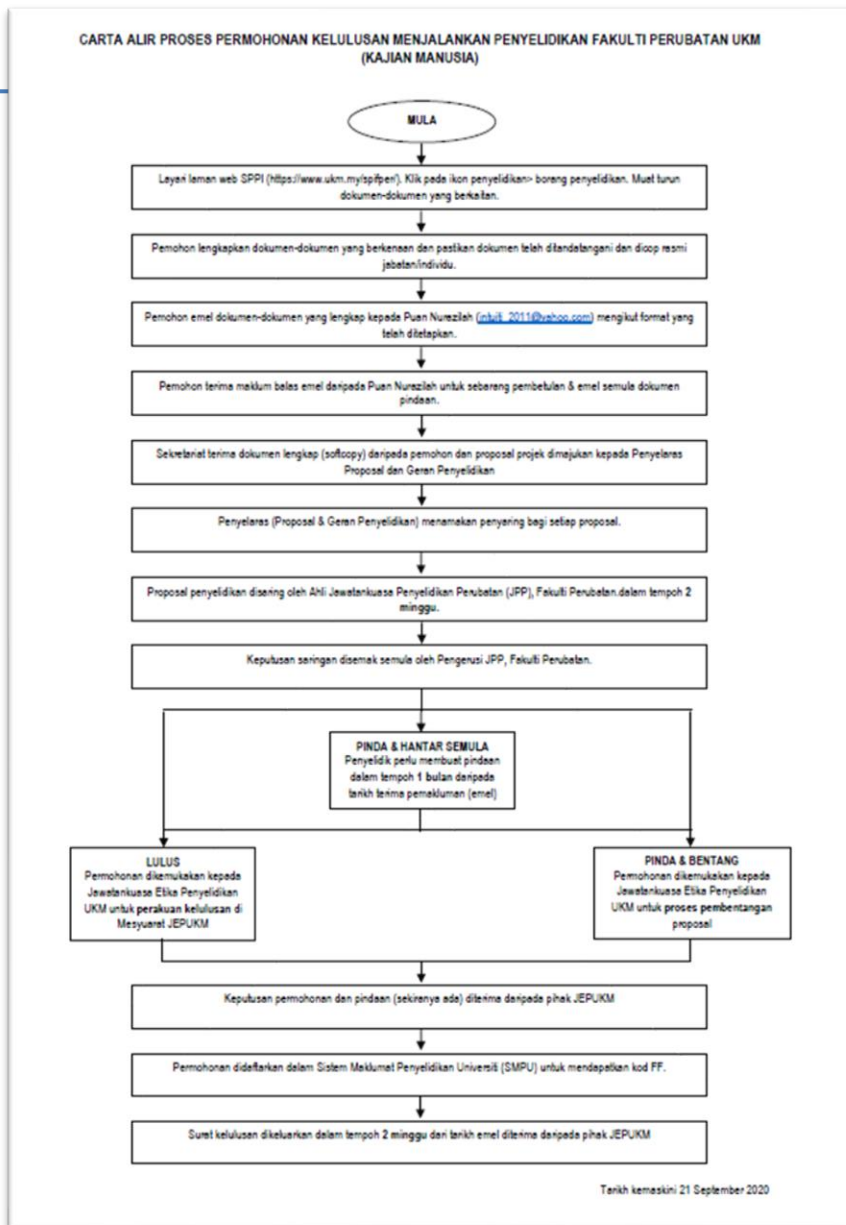 CARTA ALIR PROSES PERMOHONAN KELULUSAN MENJALANKAN PENYELIDIKAN FAKULTI PERUBATAN UKM
(KAJIAN MANUSIA)
MULA
Layari laman web SPPI (https://www.ukm.my/spifper/). Klik pada ikon penyelidikan> borang penyelidikan. Muat turun
dokumen-dokumen yang berkaitan.
Pemohon lengkapkan dokumen-dokumen yang berkenaan dan pastikan dokumen telah ditandatangani dan dicop rasmi
jabatan/individu.
Pemohon emel dokumen-dokumen yang lengkap kepada Puan Nurazilah (intuiti_2011@yahoo.com) mengikut format yang
telah ditetapkan.
Pemohon terima maklum balas emel daripada Puan Nurazilah untuk sebarang pembetulan & emel semula dokumen
pindaan.
Sekretariat terima dokumen lengkap (softcopy) daripada pemohon dan proposal projek dimajukan kepada Penyelaras
Proposal dan Geran Penyelidikan
Penyelaras (Proposal & Geran Penyelidikan) menamakan penyaring bagi setiap proposal.
Proposal penyelidikan disaring oleh Ahli Jawatankuasa Penyelidikan Perubatan (JPP), Fakulti Perubatan.dalam tempoh 2
minggu.
Keputusan saringan disemak semula oleh Pengerusi JPP, Fakulti Perubatan.
PINDA & HANTAR SEMULA
Penyelidik perlu membuat pindaan
dalam tempoh 1 bulan daripada
tarikh terima pemakluman (emel)
LULUS
Permohonan dikemukakan kepada
Jawatankuasa Etika Penyelidikan
UKM untuk perakuan kelulusan di
Mesyuarat JEPUKM
PINDA & BENTANG
Permohonan dikemukakan kepada
Jawatankuasa Etika Penyelidikan
UKM untuk proses pembentangan
proposal
Keputusan permohonan dan pindaan (sekiranya ada) diterima daripada pihak JEPUKM
Permohonan didaftarkan dalam Sistem Maklumat Penyelidikan Universiti (SMPU) untuk mendapatkan kod FF.
Surat kelulusan dikeluarkan dalam tempoh 2 minggu dari tarikh emel diterima daripada pihak JEPUKM
Tarikh kemaskini 21 September 2020